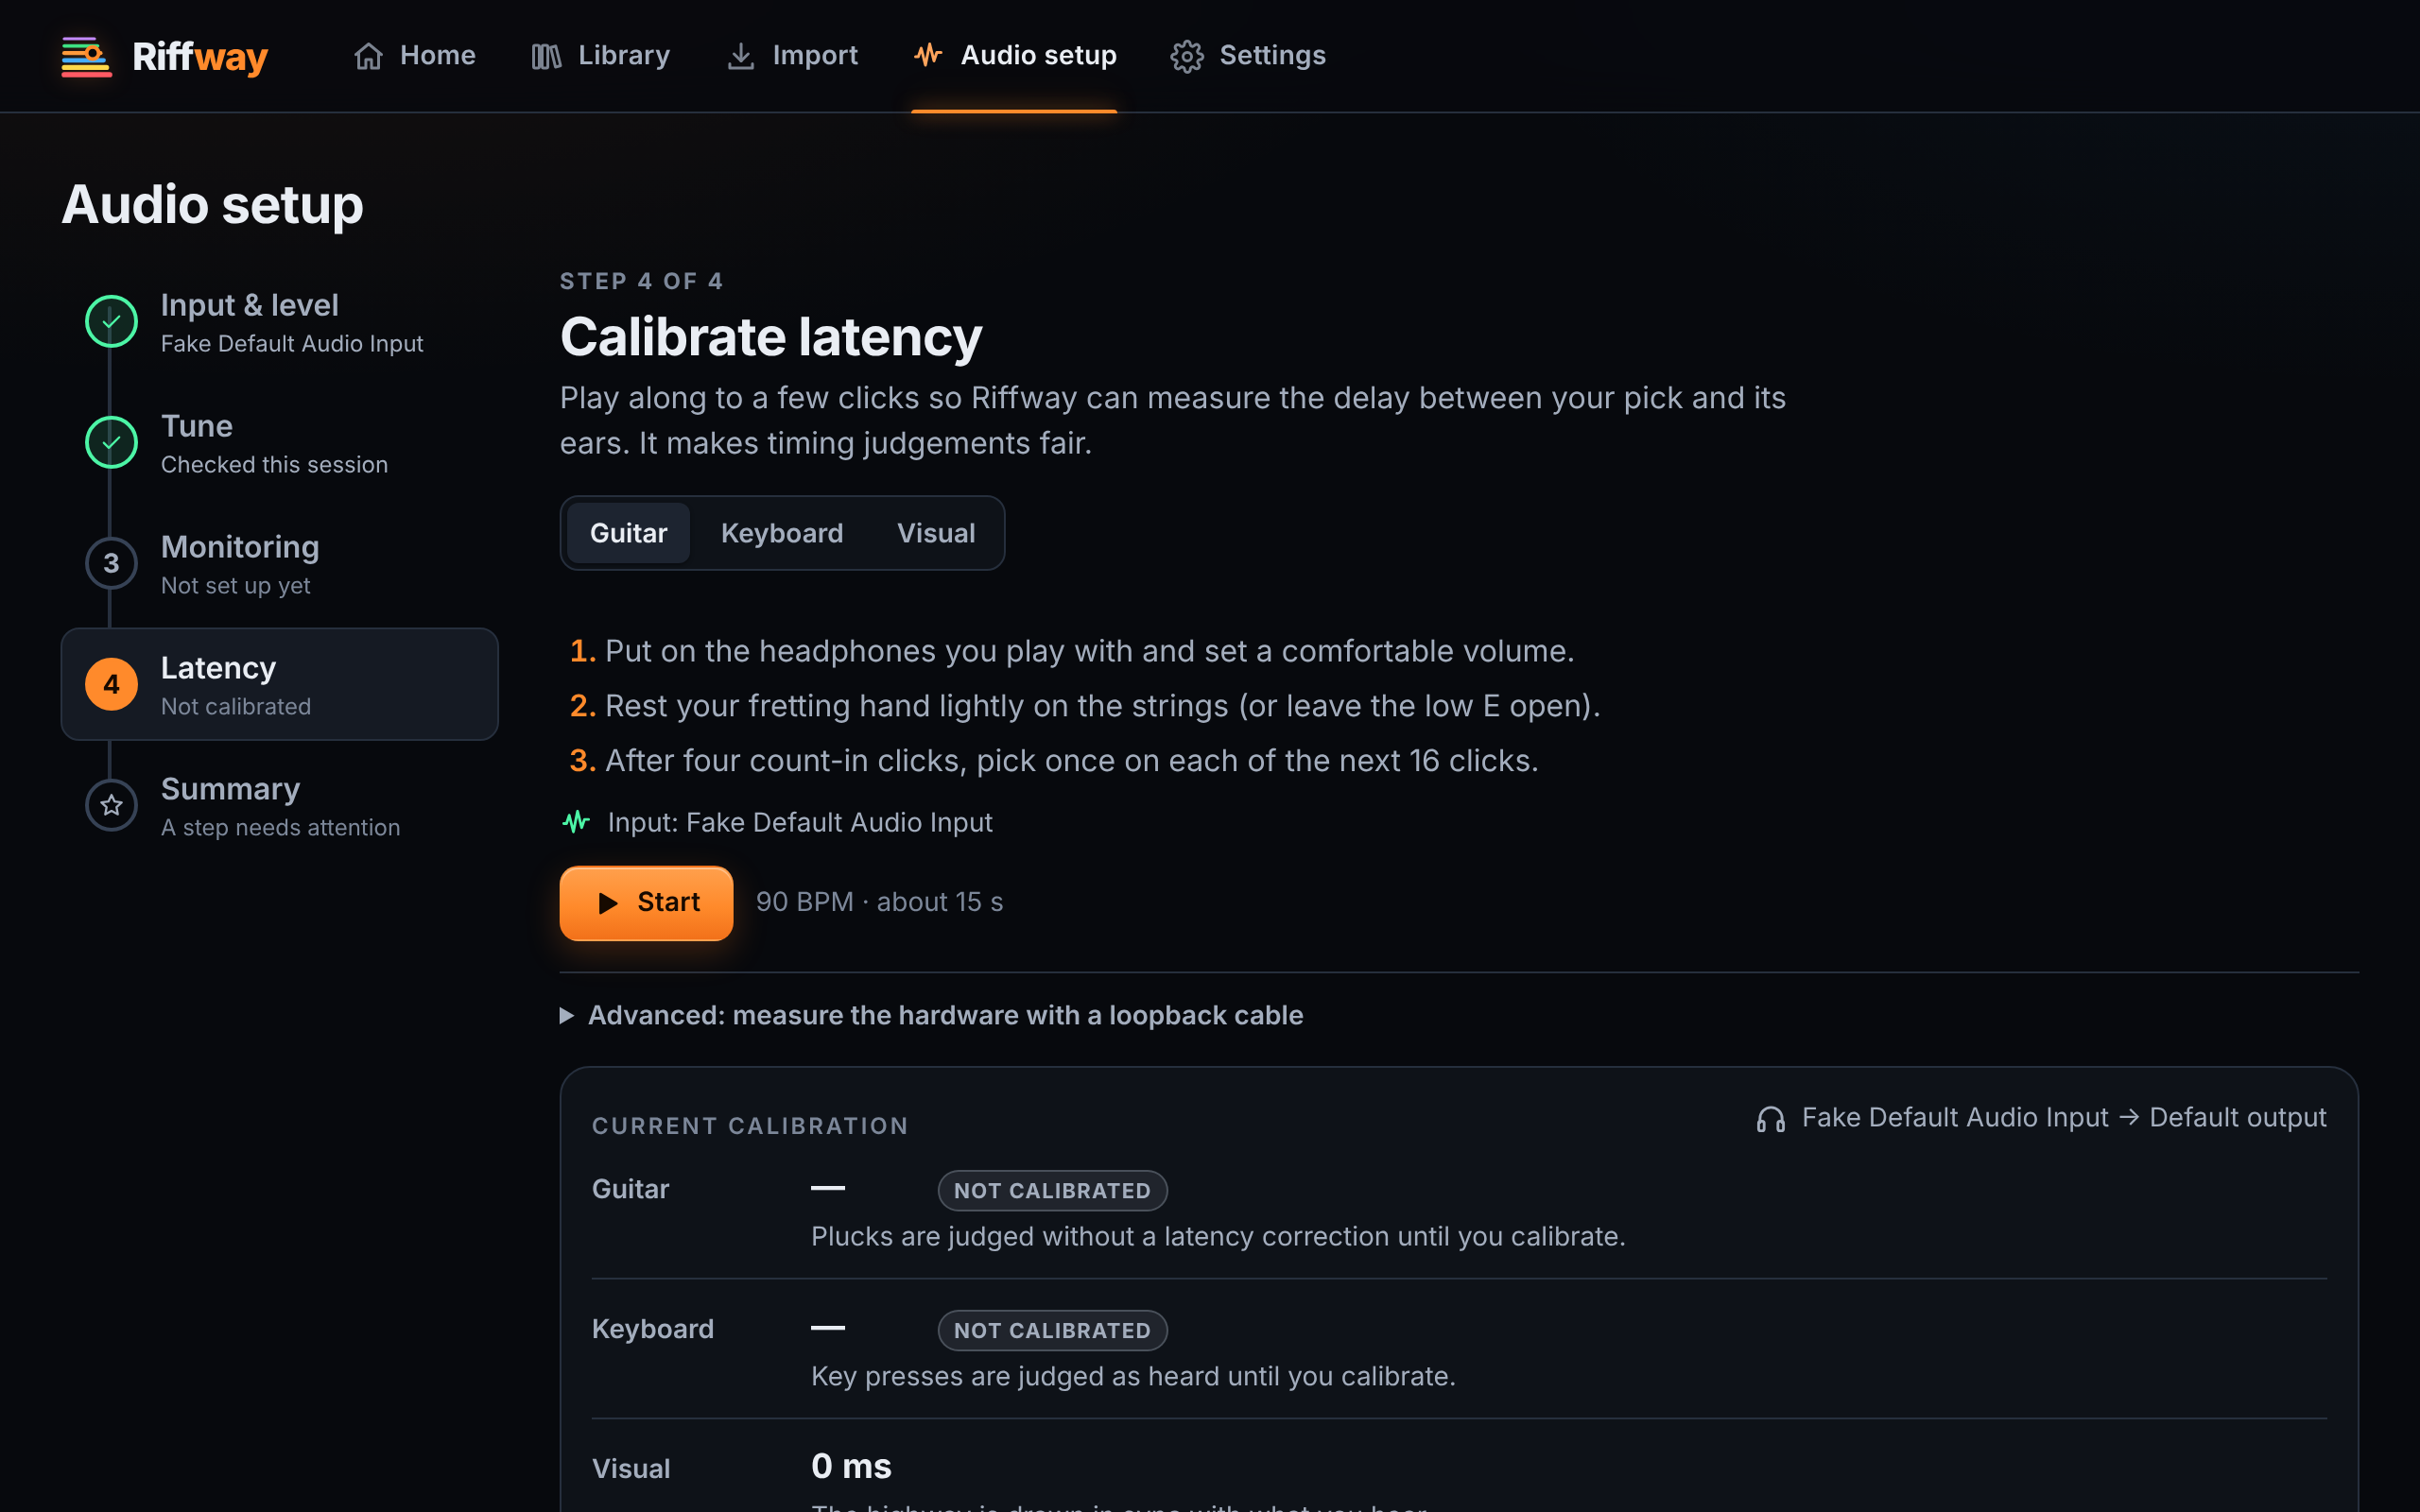 Riffway
Home
Library
Import
Audio setup
Settings
Audio setup
Input & level
Fake Default Audio Input
Tune
Checked this session
3
Monitoring
Not set up yet
4
Latency
Not calibrated
Summary
A step needs attention
STEP 4 OF 4
Calibrate latency
Play along to a few clicks so Riffway can measure the delay between your pick and its
ears. It makes timing judgements fair.
Guitar
Keyboard
Visual
1. Put on the headphones you play with and set a comfortable volume.
2. Rest your fretting hand lightly on the strings (or leave the low E open).
3. After four count-in clicks, pick once on each of the next 16 clicks.
Input: Fake Default Audio Input
Start
90 BPM · about 15 s
Advanced: measure the hardware with a loopback cable
CURRENT CALIBRATION
Fake Default Audio Input → Default output
Guitar — NOT CALIBRATED
Plucks are judged without a latency correction until you calibrate.
Keyboard — NOT CALIBRATED
Key presses are judged as heard until you calibrate.
Visual 0 ms